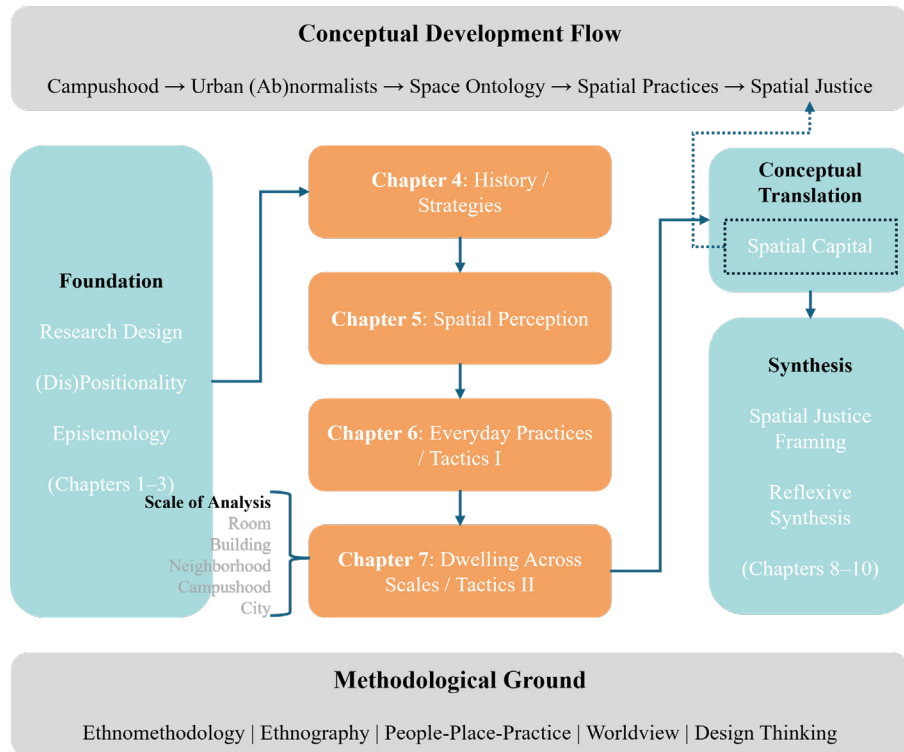 Conceptual Development Flow
Campushood → Urban (Ab)normalists → Space Ontology → Spatial Practices → Spatial Justice
Foundation
Research Design
(Dis)Positionality
Epistemology
(Chapters 1–3)
Chapter 4: History /
Strategies
Chapter 5: Spatial Perception
Chapter 6: Everyday Practices
/ Tactics I
Scale of Analysis
Room
Building
Neighborhood
Campushood
City
Chapter 7: Dwelling Across
Scales / Tactics II
Conceptual
Translation
Spatial Capital
Synthesis
Spatial Justice
Framing
Reflexive
Synthesis
(Chapters 8–10)
Methodological Ground
Ethnomethodology | Ethnography | People-Place-Practice | Worldview | Design Thinking